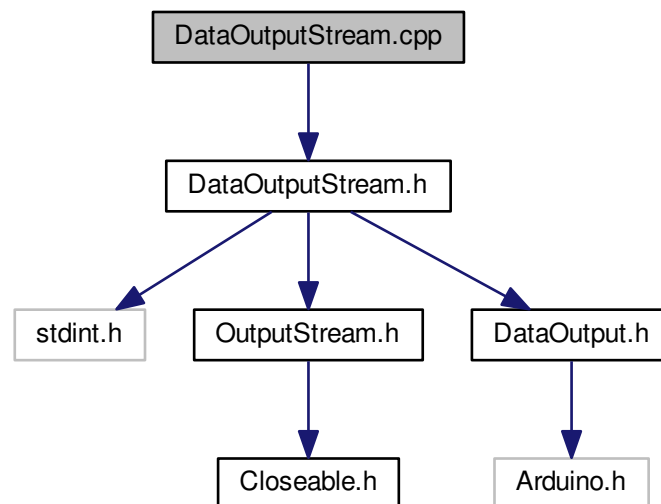 DataOutputStream.cpp
DataOutputStream.h
stdint.h
OutputStream.h
DataOutput.h
Closeable.h
Arduino.h